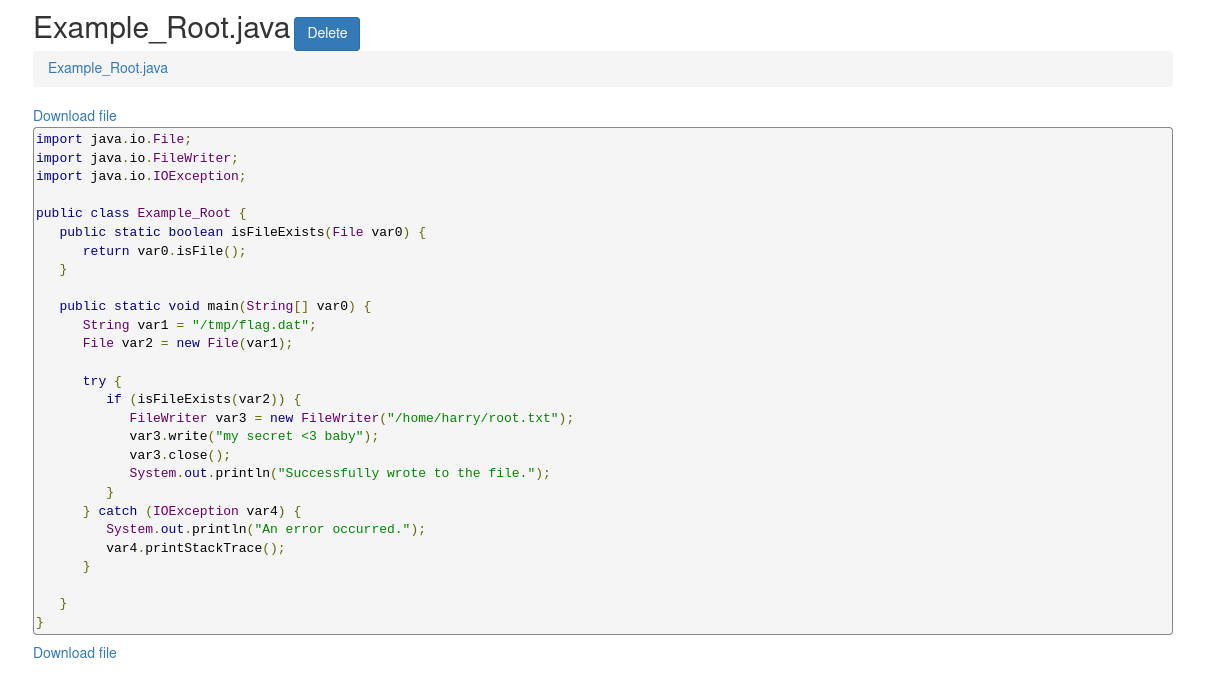 Example_Root.java Delete
Example_Root.java
Download file
import java.io.File;
import java.io.FileWriter;
import java.io.IOException;

public class Example_Root {
   public static boolean isFileExists(File var0) {
      return var0.isFile();
   }

   public static void main(String[] var0) {
      String var1 = "/tmp/flag.dat";
      File var2 = new File(var1);

      try {
         if (isFileExists(var2)) {
            FileWriter var3 = new FileWriter("/home/harry/root.txt");
            var3.write("my secret <3 baby");
            var3.close();
            System.out.println("Successfully wrote to the file.");
         }
      } catch (IOException var4) {
         System.out.println("An error occurred.");
         var4.printStackTrace();
      }

   }
}
Download file